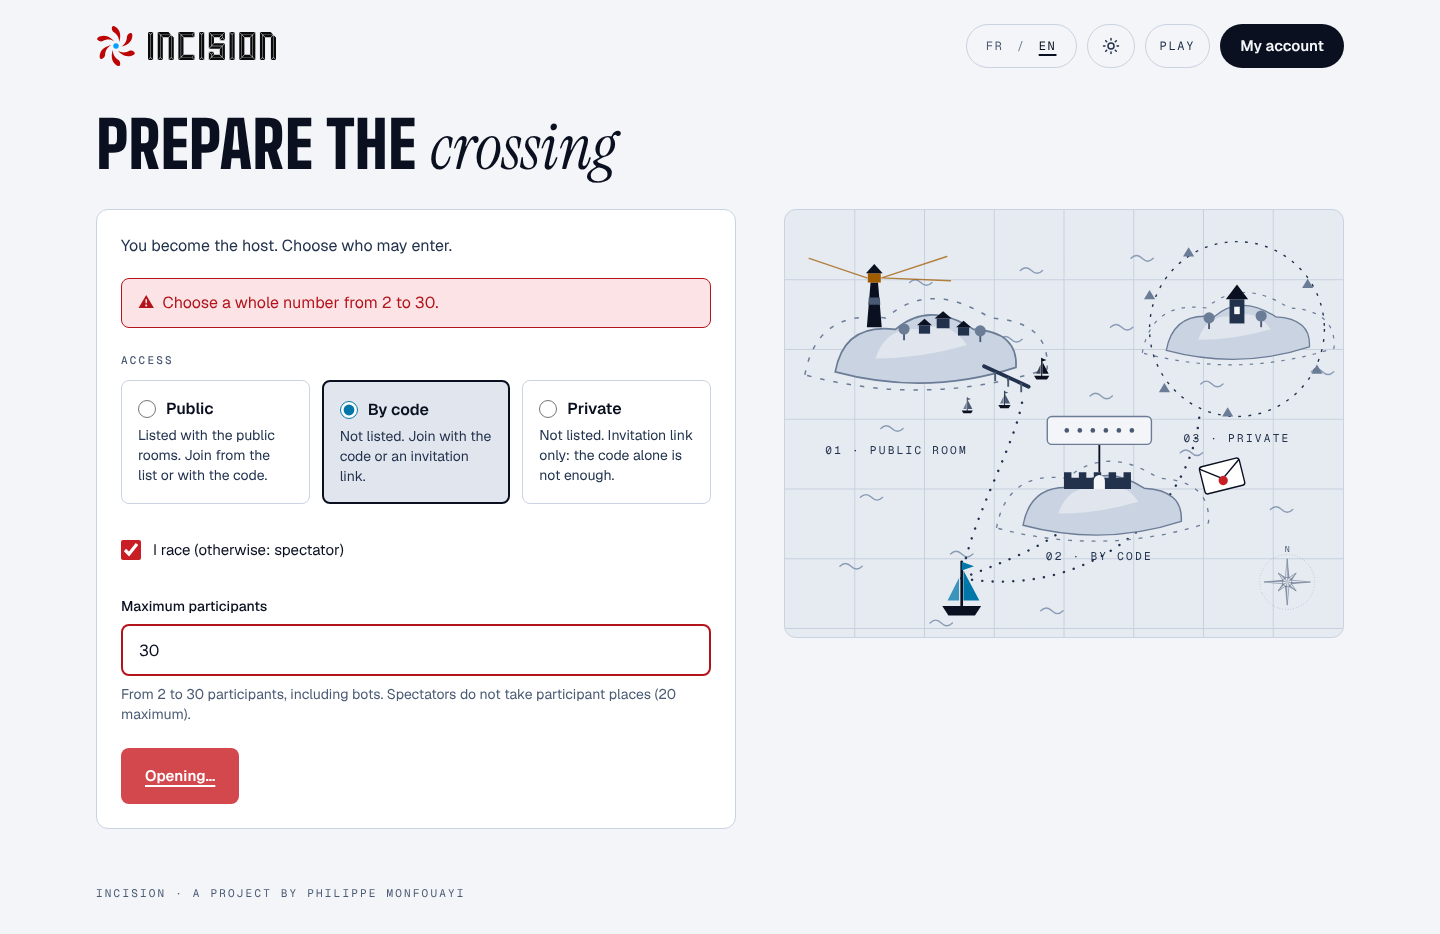 INCISION
FR / EN
PLAY
My account
PREPARE THE crossing
You become the host. Choose who may enter.
Choose a whole number from 2 to 30.
ACCESS
Public
Listed with the public
rooms. Join from the
list or with the code.
By code
Not listed. Join with the
code or an invitation
link.
Private
Not listed. Invitation link
only: the code alone is
not enough.
I race (otherwise: spectator)
Maximum participants
30
From 2 to 30 participants, including bots. Spectators do not take participant places (20
maximum).
Opening…
01 · PUBLIC ROOM
03 · PRIVATE
02 · BY CODE
N
INCISION · A PROJECT BY PHILIPPE MONFOUAYI